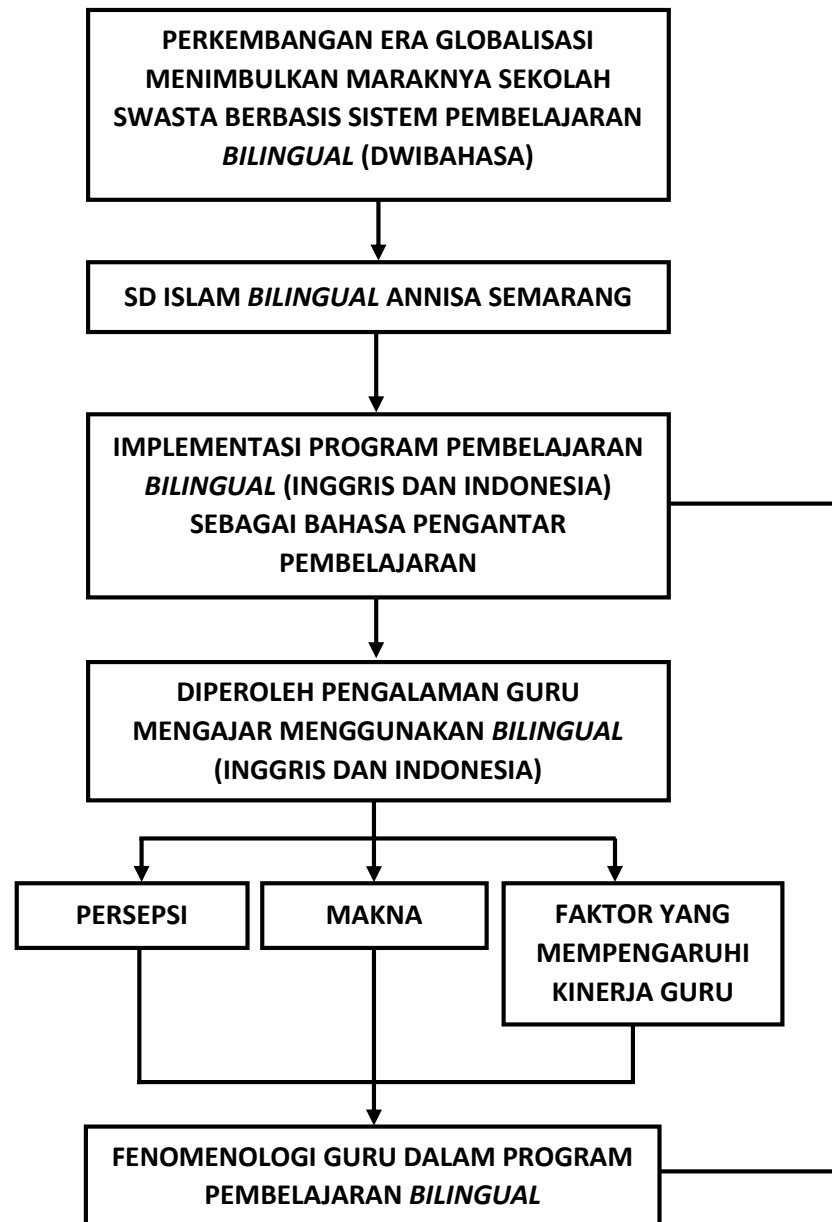 PERKEMBANGAN ERA GLOBALISASI
MENIMBULKAN MARAKNYA SEKOLAH
SWASTA BERBASIS SISTEM PEMBELAJARAN
BILINGUAL (DWIBAHASA)
SD ISLAM BILINGUAL ANNISA SEMARANG
IMPLEMENTASI PROGRAM PEMBELAJARAN
BILINGUAL (INGGRIS DAN INDONESIA)
SEBAGAI BAHASA PENGANTAR
PEMBELAJARAN
DIPEROLEH PENGALAMAN GURU
MENGAJAR MENGGUNAKAN BILINGUAL
(INGGRIS DAN INDONESIA)
PERSEPSI
MAKNA
FAKTOR YANG
MEMPENGARUHI
KINERJA GURU
FENOMENOLOGI GURU DALAM PROGRAM
PEMBELAJARAN BILINGUAL